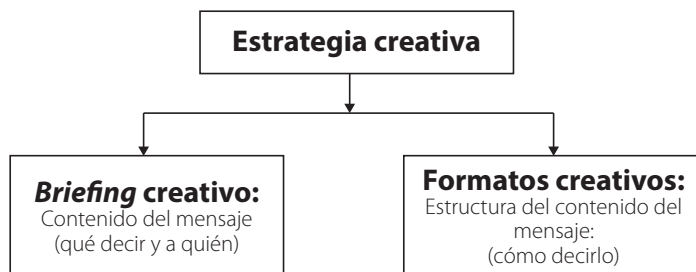 Estrategia creativa
Briefing creativo:
Contenido del mensaje
(qué decir y a quién)
Formatos creativos:
Estructura del contenido del
mensaje:
(cómo decirlo)